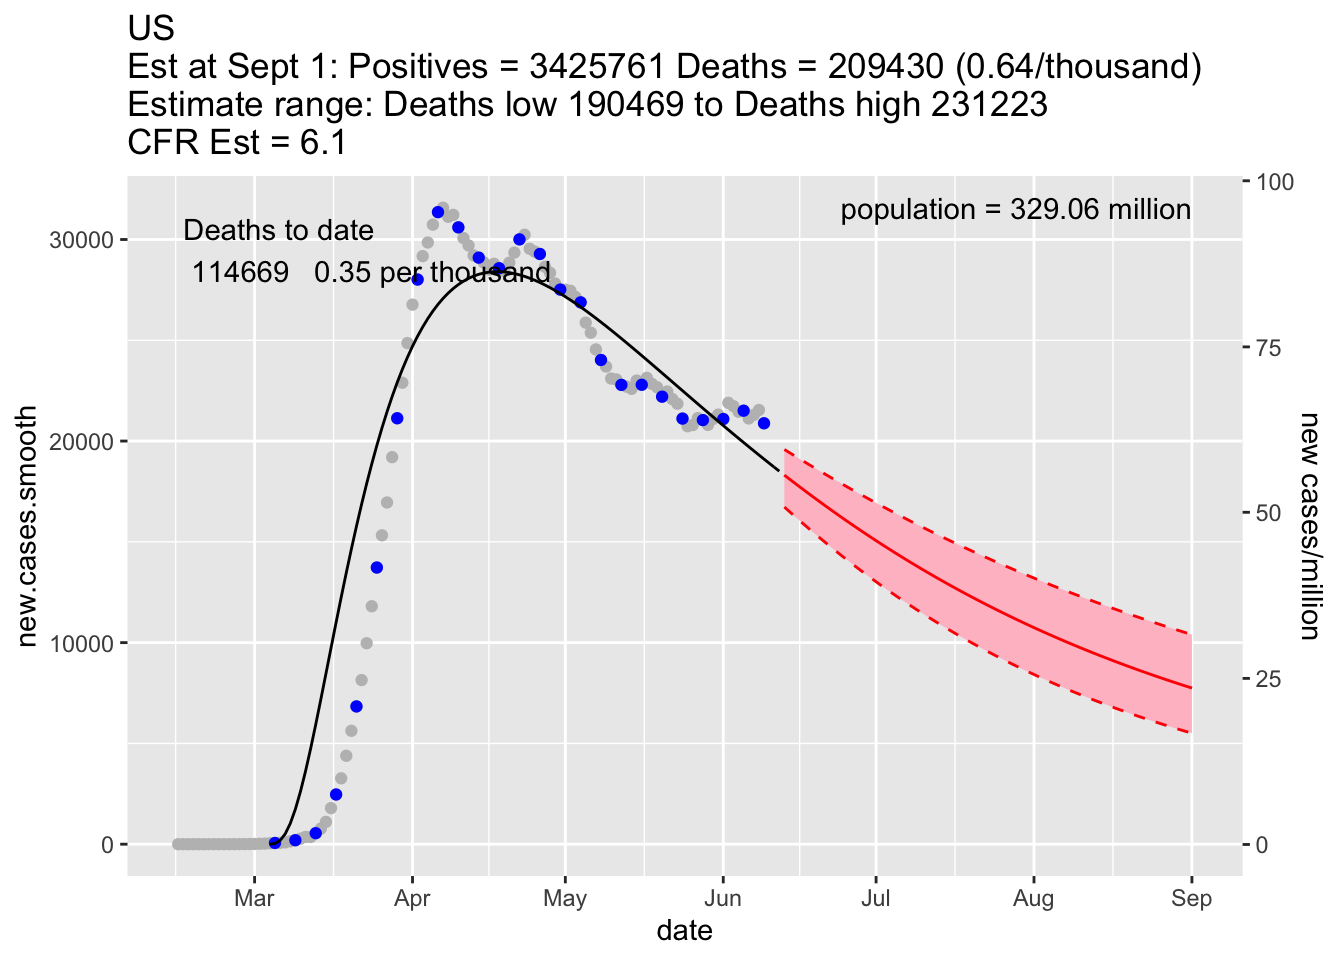 US
Est at Sept 1: Positives = 3425761 Deaths = 209430 (0.64/thousand)
Estimate range: Deaths low 190469 to Deaths high 231223
CFR Est = 6.1
100
population = 329.06 million
Deaths to date
30000
114669 0.35 per thousand
75
20000
50
new.cases.smooth
new cases/million
10000
25
0
0
Mar Apr May Jun Jul Aug Sep
date